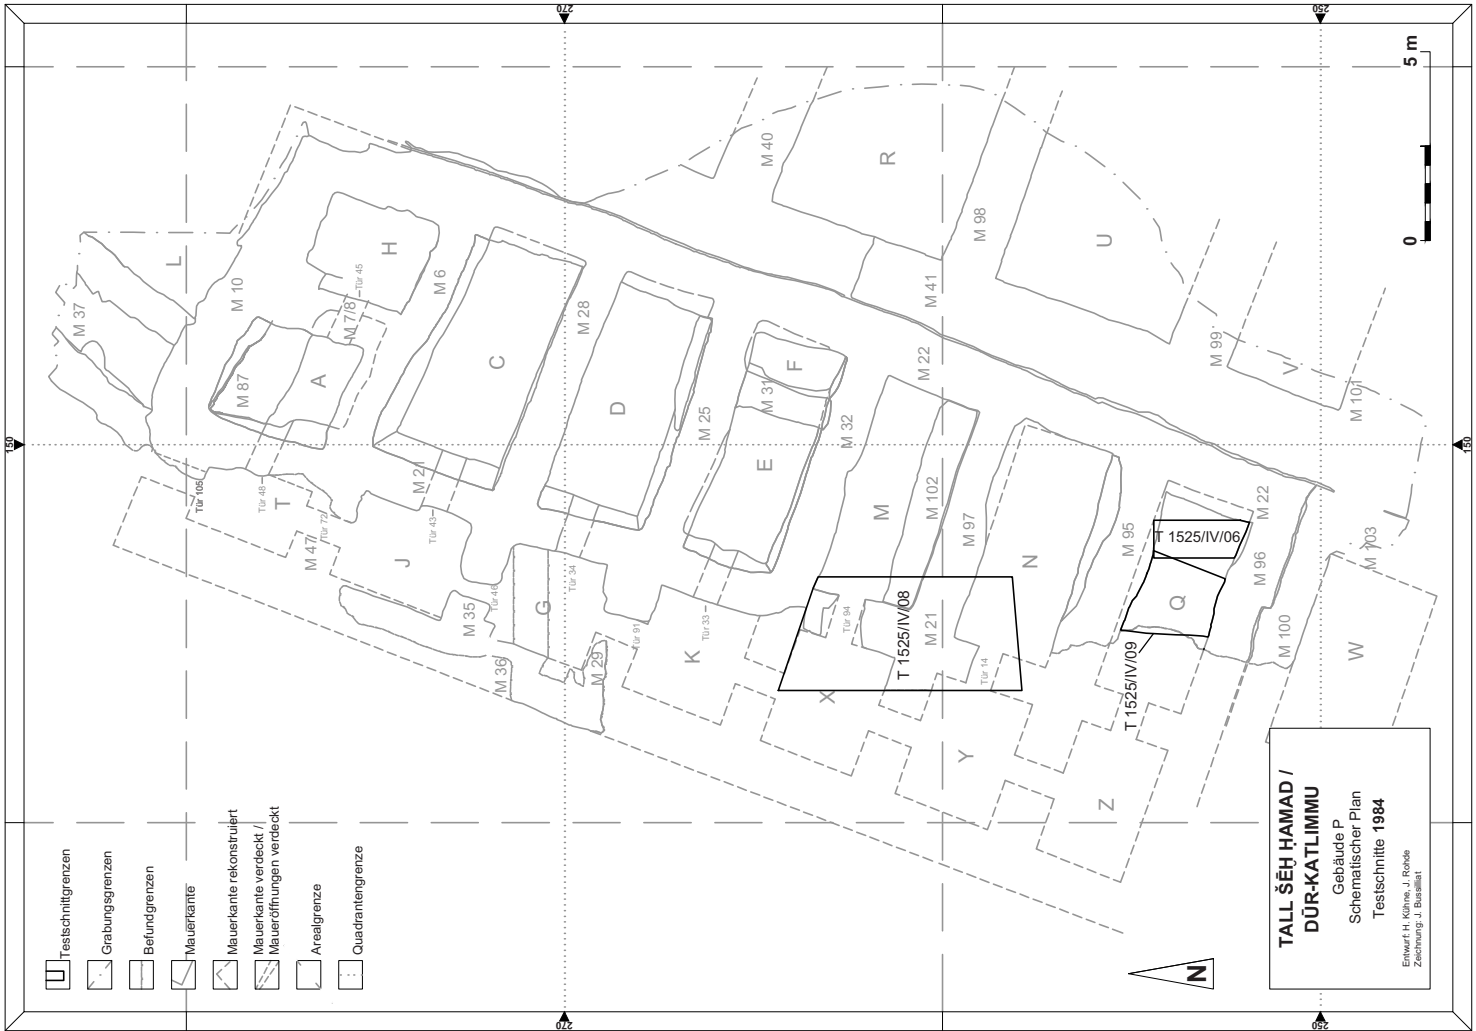 TALL ŠĒḪ ḤAMAD /
DŪR-KATLIMMU
Gebäude P
Schematischer Plan
Testschnitte 1984
Entwurf: H. Kühne, J. Rohde
Zeichnung: J. Bussiliat
Testschnittgrenzen
Grabungsgrenzen
Befundgrenzen
Mauerkante
Mauerkante rekonstruiert
Mauerkante verdeckt /
Maueröffnungen verdeckt
Arealgrenze
Quadrantengrenze
N
0
5 m
270
250
150
270
250
150
M 37
L
M 10
M 87
A
M 7/8
Tür 45
H
M 6
M 40
R
M 98
U
M 41
M 99
V
M 101
M 28
C
D
M 25
M 31
F
E
M 32
M 22
M
M 102
M 97
N
M 95
T 1525/IV/06
M 22
M 96
M 103
Q
M 100
W
T 1525/IV/09
T 1525/IV/08
M 21
Tür 94
Tür 14
X
Y
Z
K
Tür 33
Tür 91
M 29
Tür 34
G
Tür 46
M 35
M 36
J
Tür 43
M 21
M 47
Tür 72
T
Tür 48
Tür 105